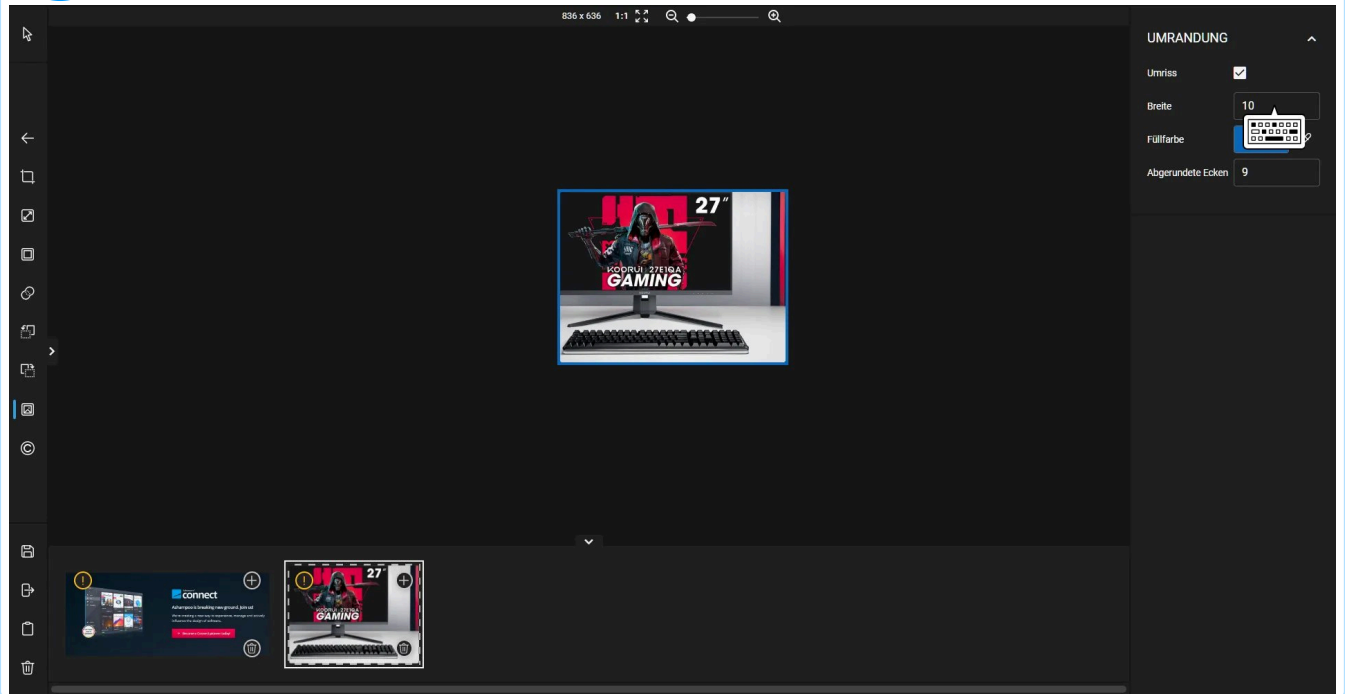 836 x 636 1:1
UMRANDUNG
Umriss
Breite 10
Füllfarbe
Abgerundete Ecken 9
27"
KOORUI 27E1QA
GAMING
connect
Ashampoo is breaking new ground. Join us!
27"
KOORUI 27E1QA
GAMING